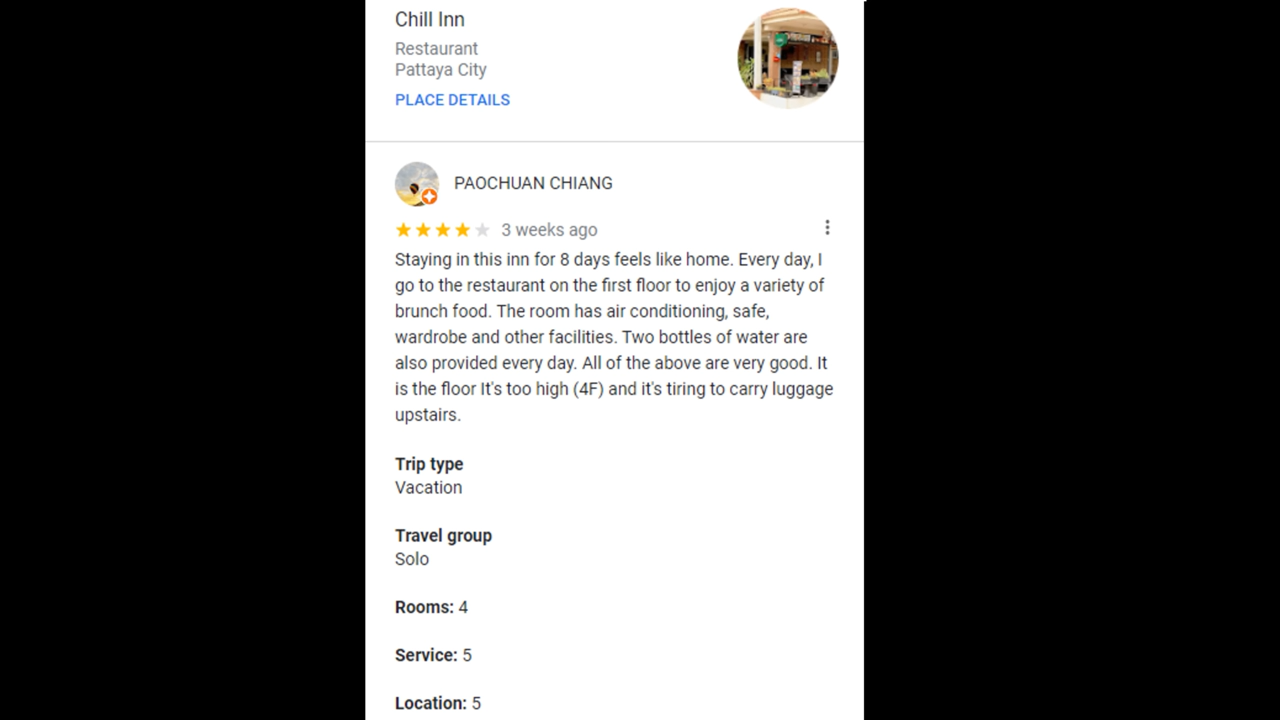 Chill Inn
Restaurant
Pattaya City
PLACE DETAILS
PAOCHUAN CHIANG
3 weeks ago
Staying in this inn for 8 days feels like home. Every day, I
go to the restaurant on the first floor to enjoy a variety of
brunch food. The room has air conditioning, safe,
wardrobe and other facilities. Two bottles of water are
also provided every day. All of the above are very good. It
is the floor It's too high (4F) and it's tiring to carry luggage
upstairs.
Trip type
Vacation
Travel group
Solo
Rooms: 4
Service: 5
Location: 5